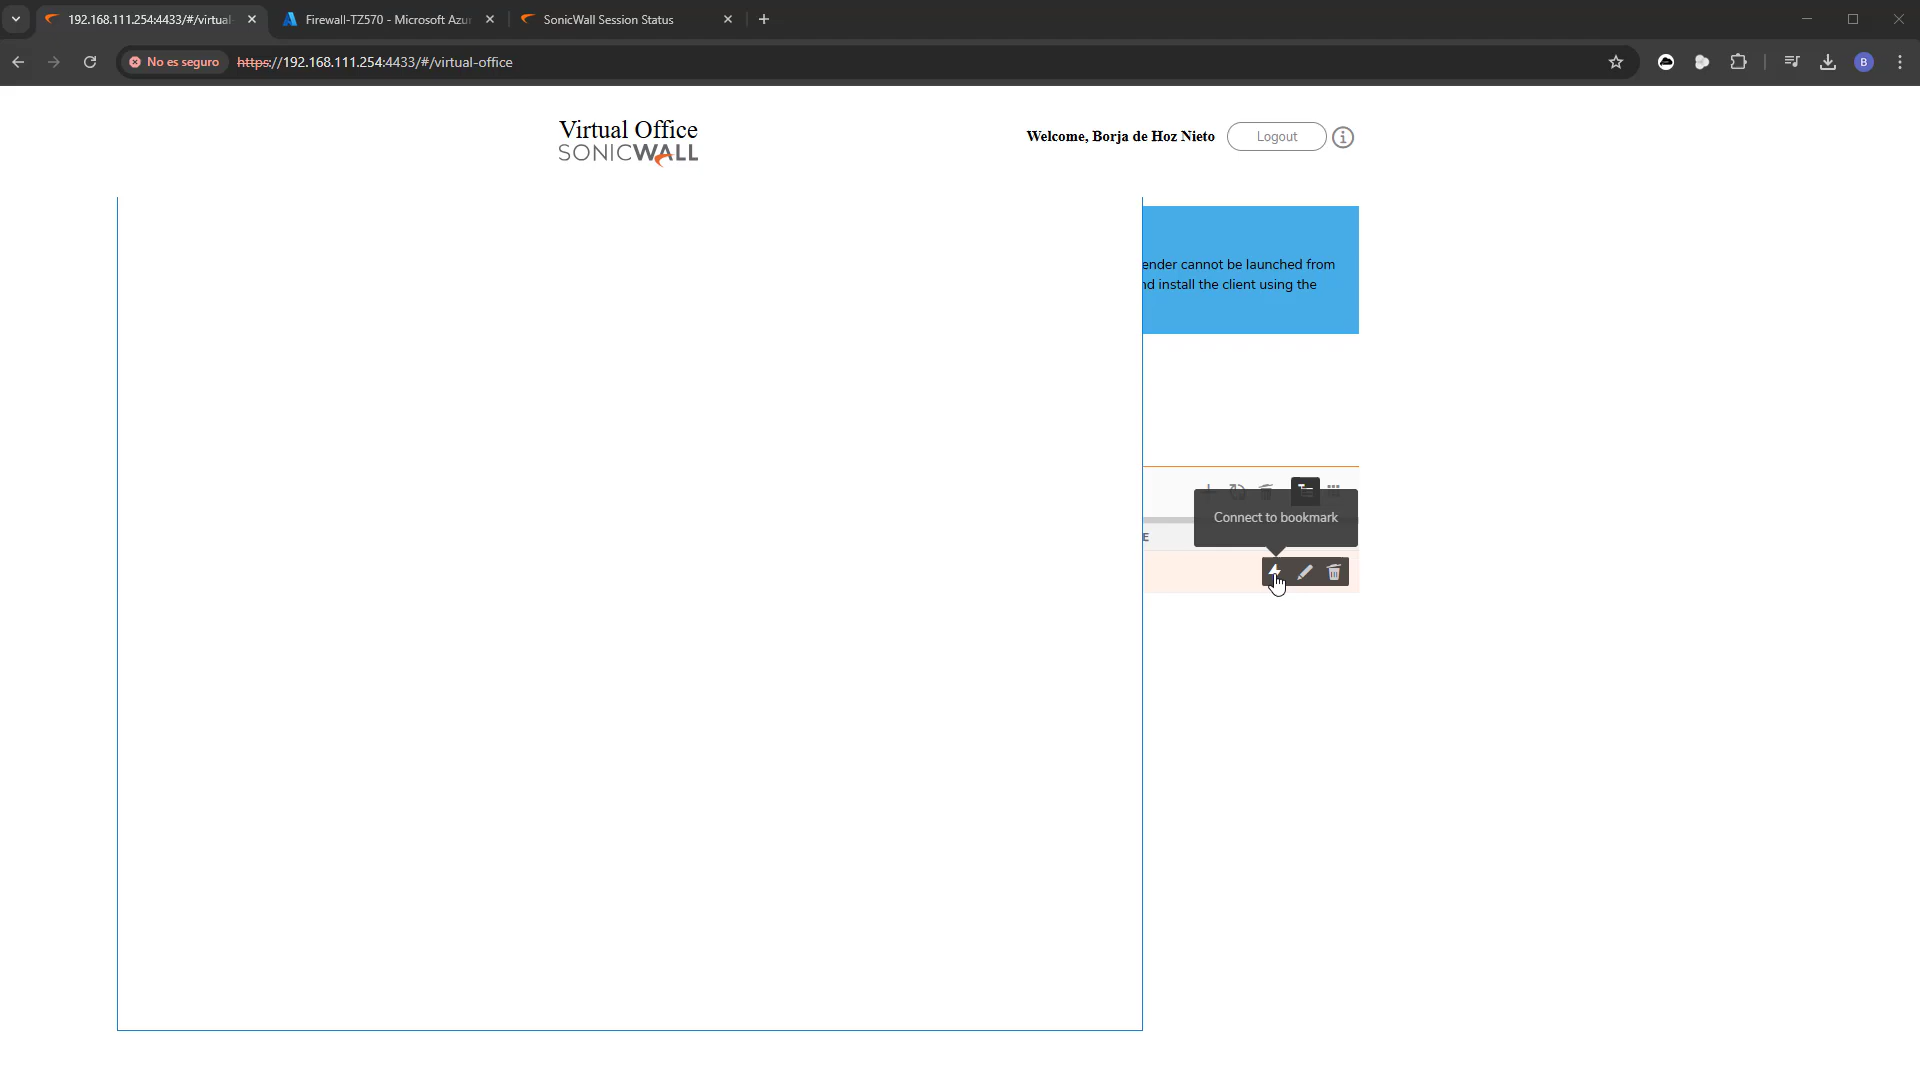 192.168.111.254:4433/#/virtual-
Firewall-TZ570 - Microsoft Azu
SonicWall Session Status
No es seguro
https://192.168.111.254:4433/#/virtual-office
B
Virtual Office
SONICWALL
Welcome, Borja de Hoz Nieto
Logout
ender cannot be launched from
nd install the client using the
Connect to bookmark
E